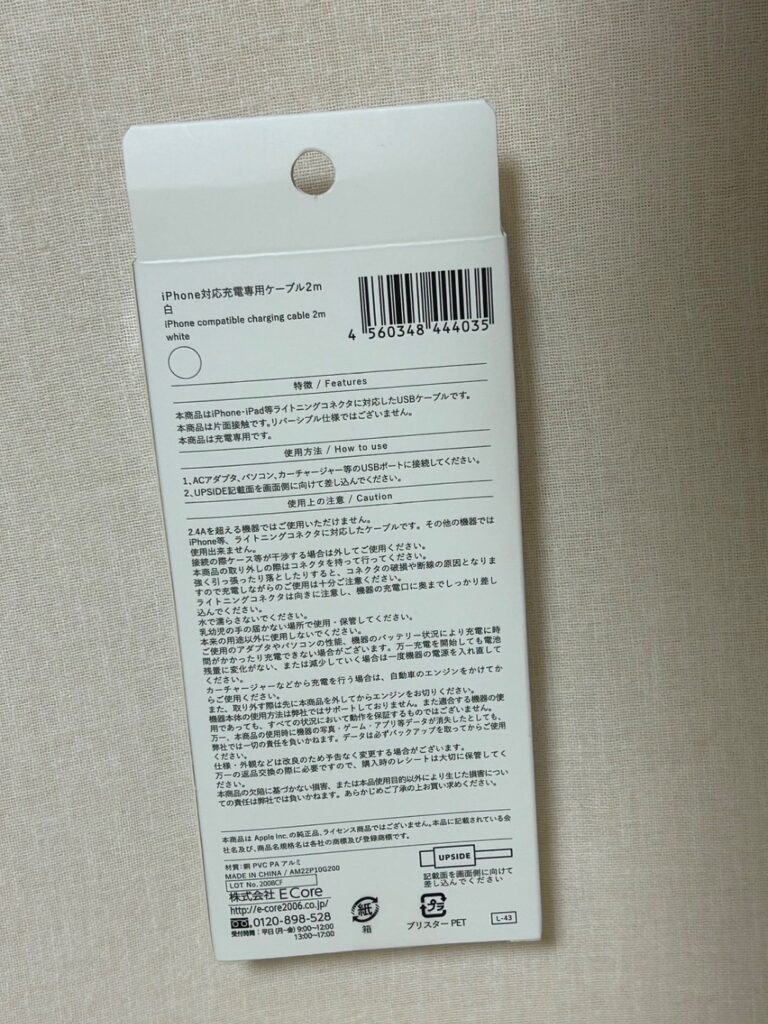 iPhone対応充電専用ケーブル2m
白
iPhone compatible charging cable 2m
white
4 560348 444035
特徴 / Features
本商品はiPhone・iPad等ライトニングコネクタに対応したUSBケーブルです。
本商品は片面接触です。リバーシブル仕様ではございません。
本商品は充電専用です。
使用方法 / How to use
1、ACアダプタ、パソコン、カーチャージャー等のUSBポートに接続してください。
2、UPSIDE記載面を画面側に向けて差し込んでください。
使用上の注意 / Caution
2.4Aを超える機器ではご使用いただけません。
iPhone等、ライトニングコネクタに対応したケーブルです。その他の機器では
使用出来ません。
接続の際ケース等が干渉する場合は外してご使用ください。
本商品の取り外しの際はコネクタを持って行ってください。
強く引っ張ったり落としたりすると、コネクタの破損や断線の原因となりま
すので充電しながらのご使用は十分ご注意ください。
ライトニングコネクタは向きに注意し、機器の充電口に奥までしっかり差し
込んでください。
水で濡らさないでください。
乳幼児の手の届かない場所で使用・保管してください。
本来の用途以外に使用しないでください。
ご使用のアダプタやパソコンの性能、機器のバッテリー状況により充電に時
間がかかったり充電できない場合がございます。万一充電を開始しても電池
残量に変化がない、または減少していく場合は一度機器の電源を入れ直して
ください。
カーチャージャーなどから充電を行う場合は、自動車のエンジンをかけてか
らご使用ください。
また、取り外す際は先に本商品を外してからエンジンをお切りください。
機器本体の使用方法は弊社ではサポートしておりません。また適合する機器の使
用であっても、すべての状況において動作を保証するものではございません。
万一、本商品の使用時に機器の写真・ゲーム・アプリ等データが消失したとしても、
弊社では一切の責任を負いかねます。データは必ずバックアップを取ってからご使用
ください。
仕様・外観などは改良のため予告なく変更する場合がございます。
万一の返品交換の際に必要ですので、購入時のレシートは大切に保管してく
ださい。
本商品の欠陥に基づかない損害、または本品使用目的以外により生じた損害につい
ての責任は弊社では負いかねます。あらかじめご了承の上お買い求めください。
本商品は Apple Inc. の純正品、ライセンス商品ではございません。本品に記載されている会
社名及び、商品名規格名は各社の商標及び登録商標です。
材質：銅 PVC PA アルミ
MADE IN CHINA / AM22P10G200
LOT No. 200BCF
株式会社 E Core
http://e-core2006.co.jp/
0120-898-528
受付時間：平日(月〜金) 9:00〜12:00
13:00〜17:00
紙
箱
UPSIDE
記載面を画面側に向けて
差し込んでください
プラ
ブリスター PET
L-43